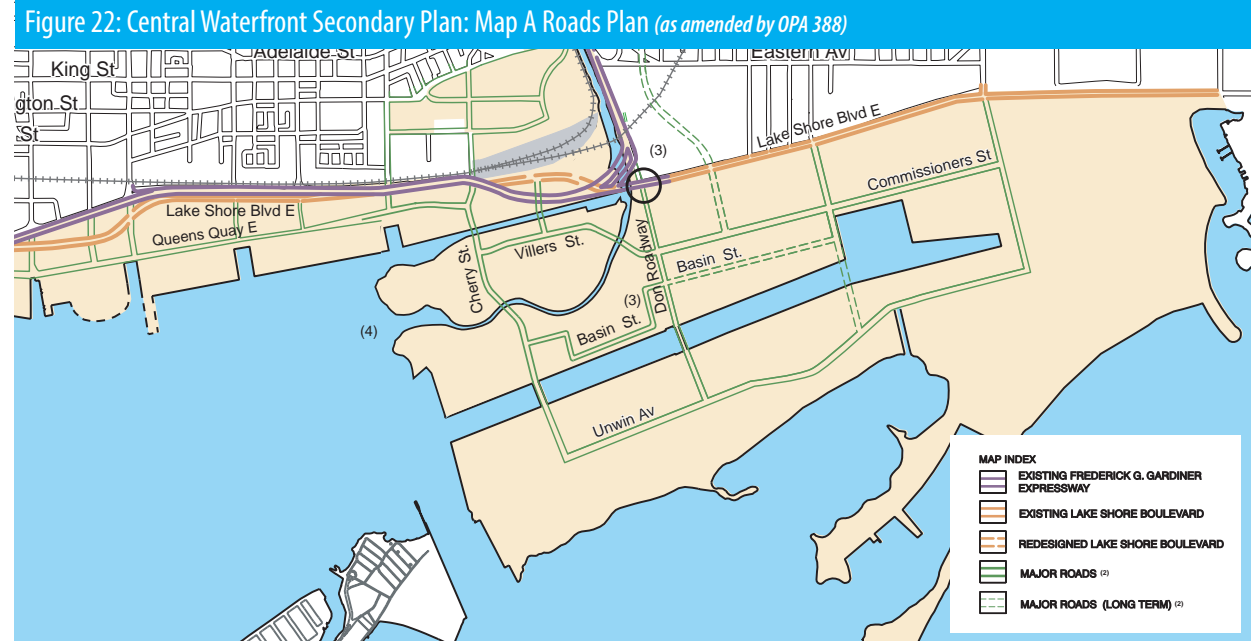 Figure 22: Central Waterfront Secondary Plan: Map A Roads Plan (as amended by OPA 388)
Adelaide St
Eastern Av
King St
gton St
St
Lake Shore Blvd E
(3)
Commissiners St
Lake Shore Blvd E
Queens Quay E
Villers St.
Cherry St.
Don Roadway
Basin St.
(3)
(4)
Basin St.
Unwin Av
MAP INDEX
EXISTING FREDERICK G. GARDINER
EXPRESSWAY
EXISTING LAKE SHORE BOULEVARD
REDESIGNED LAKE SHORE BOULEVARD
MAJOR ROADS (2)
MAJOR ROADS (LONG TERM) (2)